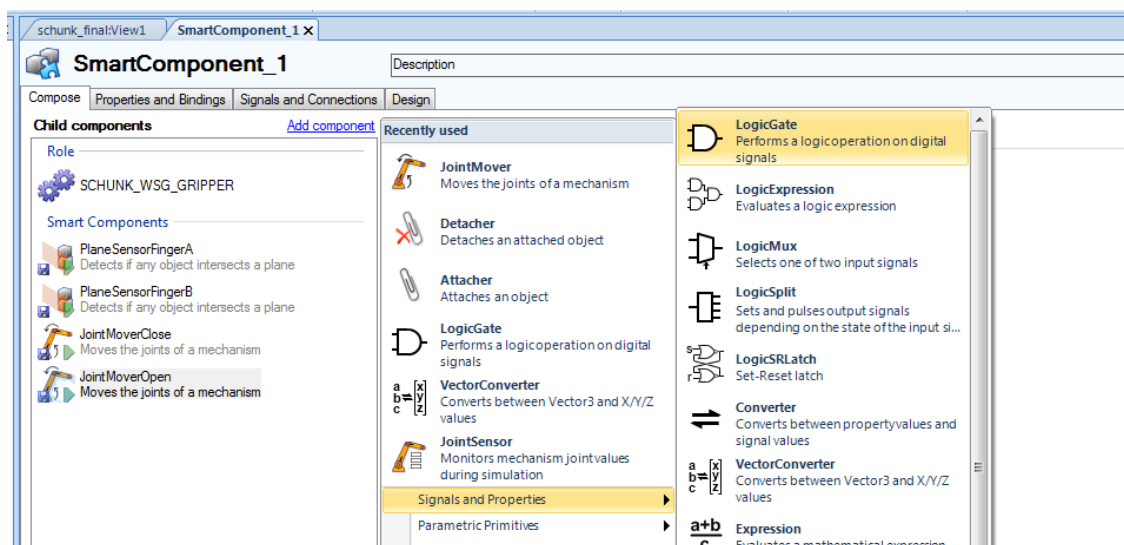 schunk_final:View1
SmartComponent_1
SmartComponent_1
Description
Compose
Properties and Bindings
Signals and Connections
Design
Child components
Add component
Role
SCHUNK_WSG_GRIPPER
Smart Components
PlaneSensorFingerA
Detects if any object intersects a plane
PlaneSensorFingerB
Detects if any object intersects a plane
JointMoverClose
Moves the joints of a mechanism
JointMoverOpen
Moves the joints of a mechanism
Recently used
JointMover
Moves the joints of a mechanism
Detacher
Detaches an attached object
Attacher
Attaches an object
LogicGate
Performs a logic operation on digital
signals
a [x]
b⇌[y]
c [z]
VectorConverter
Converts between Vector3 and X/Y/Z
values
JointSensor
Monitors mechanism joint values
during simulation
Signals and Properties
Parametric Primitives
LogicGate
Performs a logic operation on digital
signals
LogicExpression
Evaluates a logic expression
LogicMux
Selects one of two input signals
LogicSplit
Sets and pulses output signals
depending on the state of the input si...
S
r
LogicSRLatch
Set-Reset latch
Converter
Converts between property values and
signal values
a [x]
b⇌[y]
c [z]
VectorConverter
Converts between Vector3 and X/Y/Z
values
a+b
Expression
Evaluates a mathematical expression